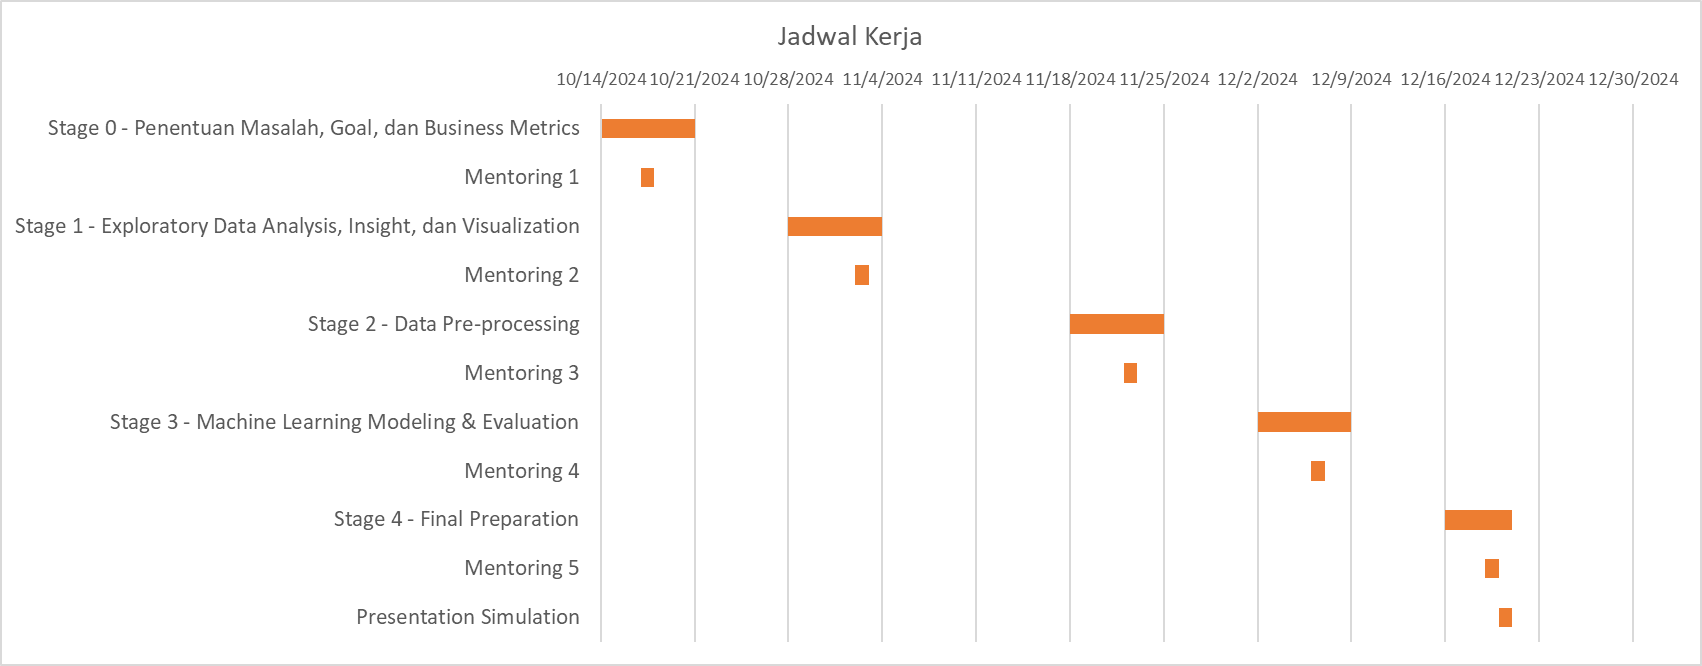 Jadwal Kerja
10/14/2024 10/21/2024 10/28/2024 11/4/2024 11/11/2024 11/18/2024 11/25/2024 12/2/2024 12/9/2024 12/16/2024 12/23/2024 12/30/2024
Stage 0 - Penentuan Masalah, Goal, dan Business Metrics
Mentoring 1
Stage 1 - Exploratory Data Analysis, Insight, dan Visualization
Mentoring 2
Stage 2 - Data Pre-processing
Mentoring 3
Stage 3 - Machine Learning Modeling & Evaluation
Mentoring 4
Stage 4 - Final Preparation
Mentoring 5
Presentation Simulation